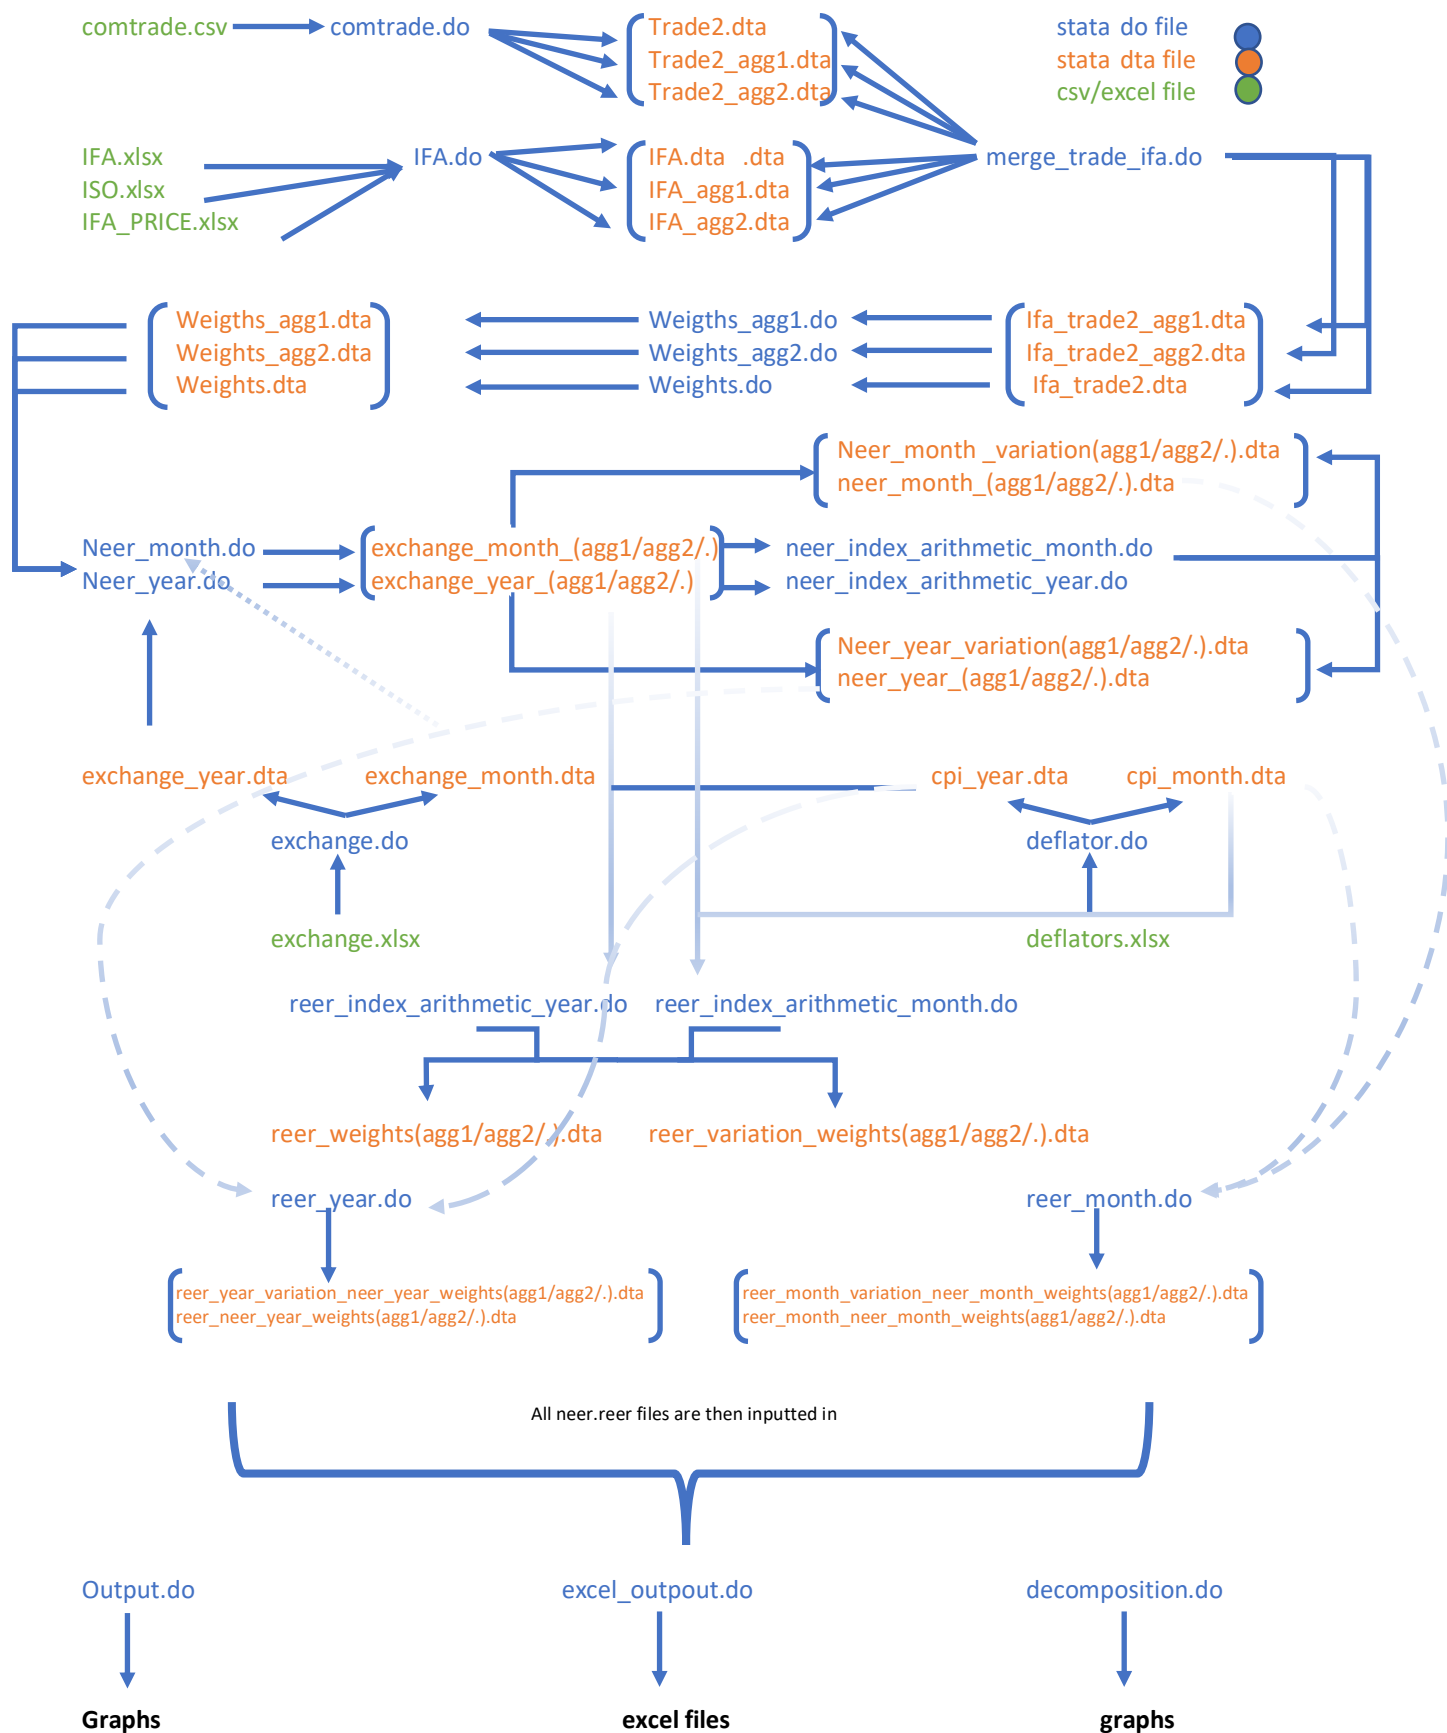 comtrade.csv
comtrade.do
Trade2.dta
Trade2_agg1.dta
Trade2_agg2.dta
stata do file
stata dta file
csv/excel file
IFA.xlsx
ISO.xlsx
IFA_PRICE.xlsx
IFA.do
IFA.dta .dta
IFA_agg1.dta
IFA_agg2.dta
merge_trade_ifa.do
Weigths_agg1.dta
Weights_agg2.dta
Weights.dta
Weigths_agg1.do
Weights_agg2.do
Weights.do
Ifa_trade2_agg1.dta
Ifa_trade2_agg2.dta
Ifa_trade2.dta
Neer_month _variation(agg1/agg2/.).dta
neer_month_(agg1/agg2/.).dta
Neer_month.do
Neer_year.do
exchange_month_(agg1/agg2/.)
exchange_year_(agg1/agg2/.)
neer_index_arithmetic_month.do
neer_index_arithmetic_year.do
Neer_year_variation(agg1/agg2/.).dta
neer_year_(agg1/agg2/.).dta
exchange_year.dta
exchange_month.dta
cpi_year.dta
cpi_month.dta
exchange.do
deflator.do
exchange.xlsx
deflators.xlsx
reer_index_arithmetic_year.do
reer_index_arithmetic_month.do
reer_weights(agg1/agg2/.).dta
reer_variation_weights(agg1/agg2/.).dta
reer_year.do
reer_month.do
reer_year_variation_neer_year_weights(agg1/agg2/.).dta
reer_neer_year_weights(agg1/agg2/.).dta
reer_month_variation_neer_month_weights(agg1/agg2/.).dta
reer_month_neer_month_weights(agg1/agg2/.).dta
All neer.reer files are then inputted in
Output.do
excel_outpout.do
decomposition.do
Graphs
excel files
graphs